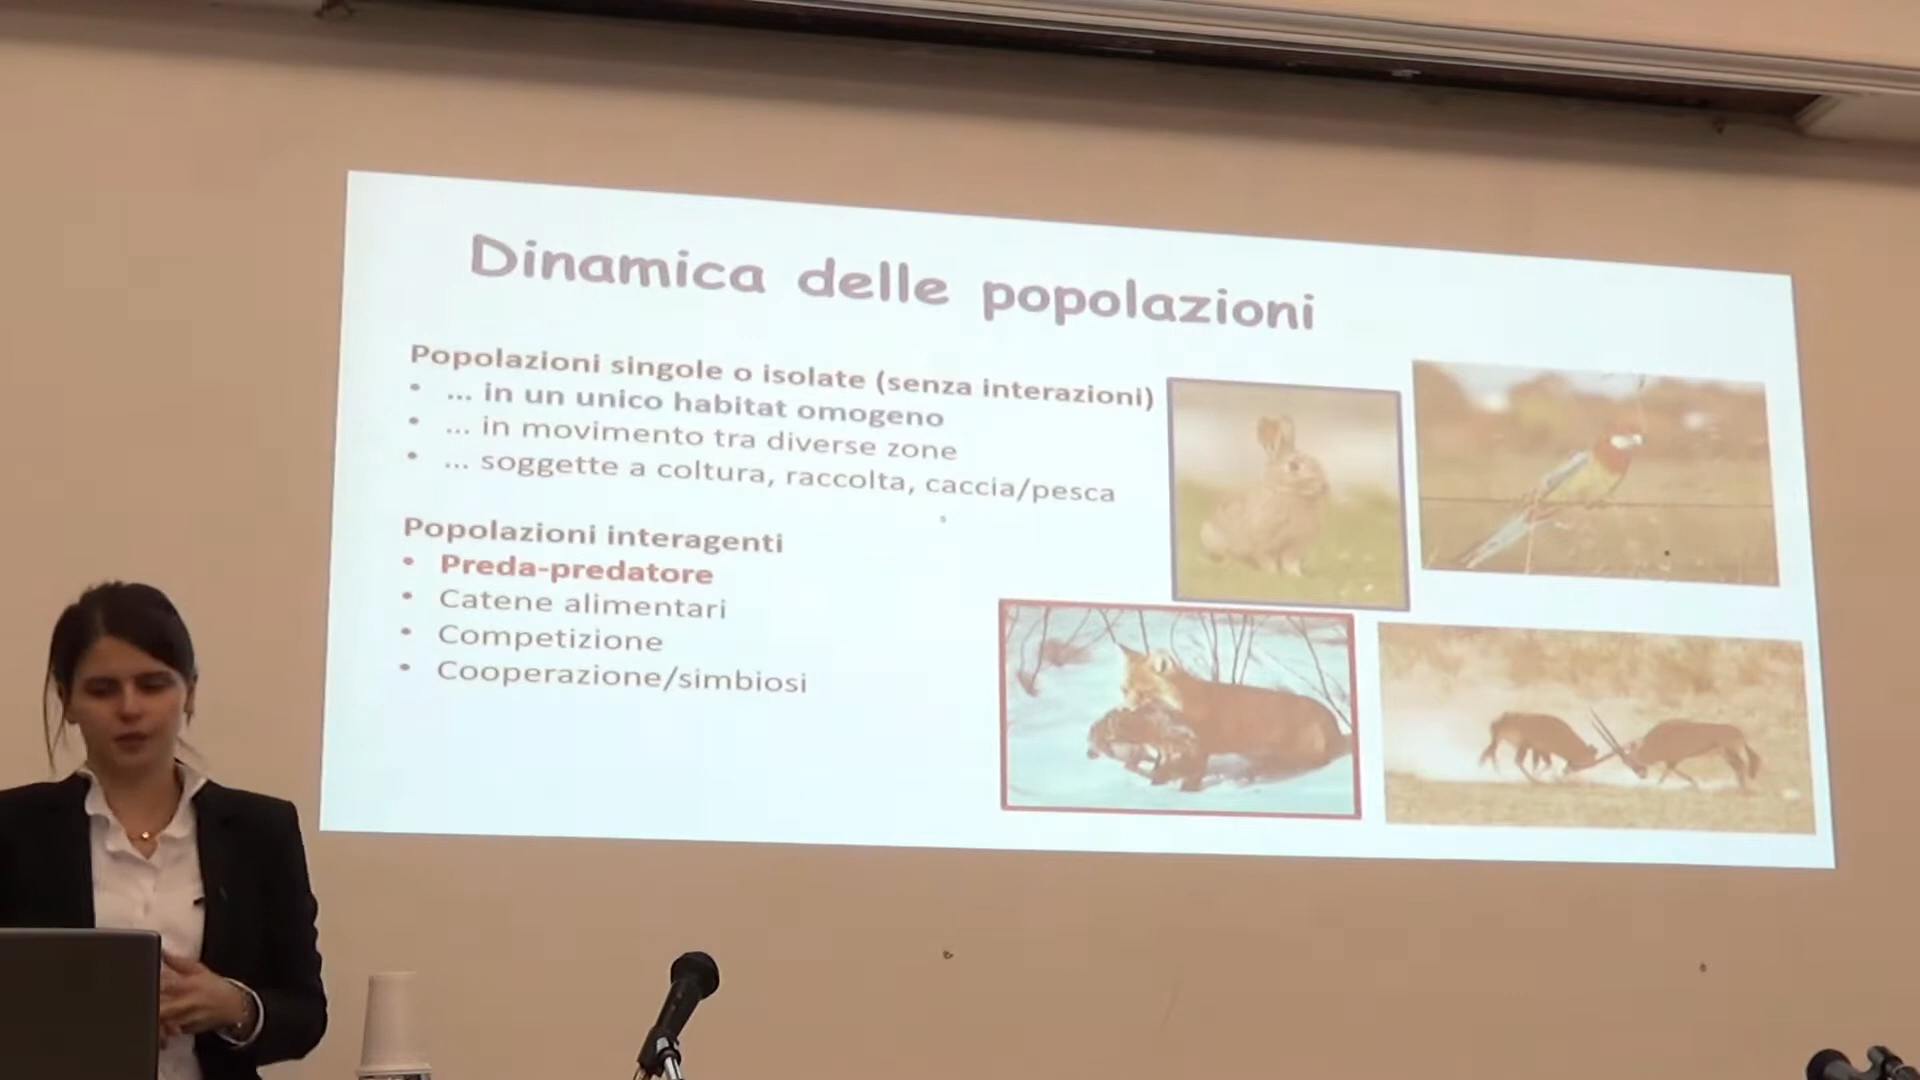 Dinamica delle popolazioni
Popolazioni singole o isolate (senza interazioni)
• ... in un unico habitat omogeno
• ... in movimento tra diverse zone
• ... soggette a coltura, raccolta, caccia/pesca
Popolazioni interagenti
• Preda-predatore
• Catene alimentari
• Competizione
• Cooperazione/simbiosi